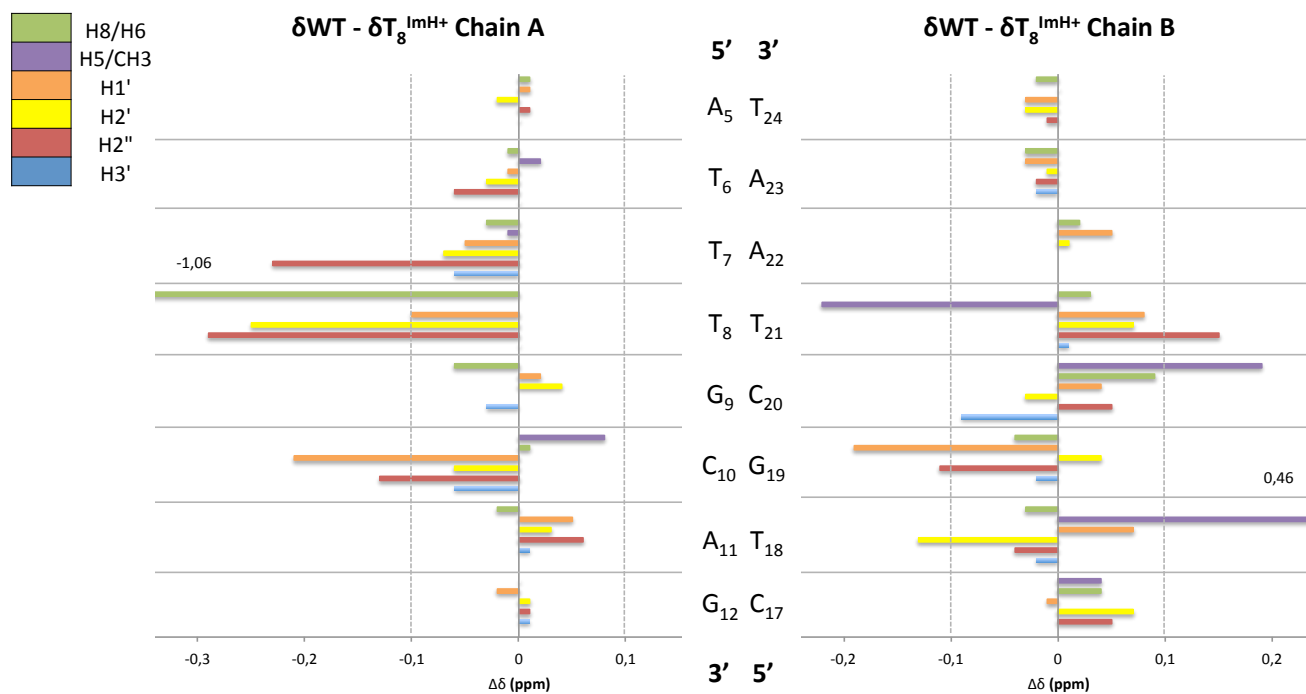 H8/H6
H5/CH3
H1'
H2'
H2"
H3'
δWT - δT₈ᴵᵐᴴ⁺ Chain A
δWT - δT₈ᴵᵐᴴ⁺ Chain B
5’ 3’
A₅ T₂₄
T₆ A₂₃
T₇ A₂₂
-1,06
T₈ T₂₁
G₉ C₂₀
C₁₀ G₁₉
0,46
A₁₁ T₁₈
G₁₂ C₁₇
-0,3 -0,2 -0,1 0 0,1
-0,2 -0,1 0 0,1 0,2
3’ 5’
Δδ (ppm)
Δδ (ppm)